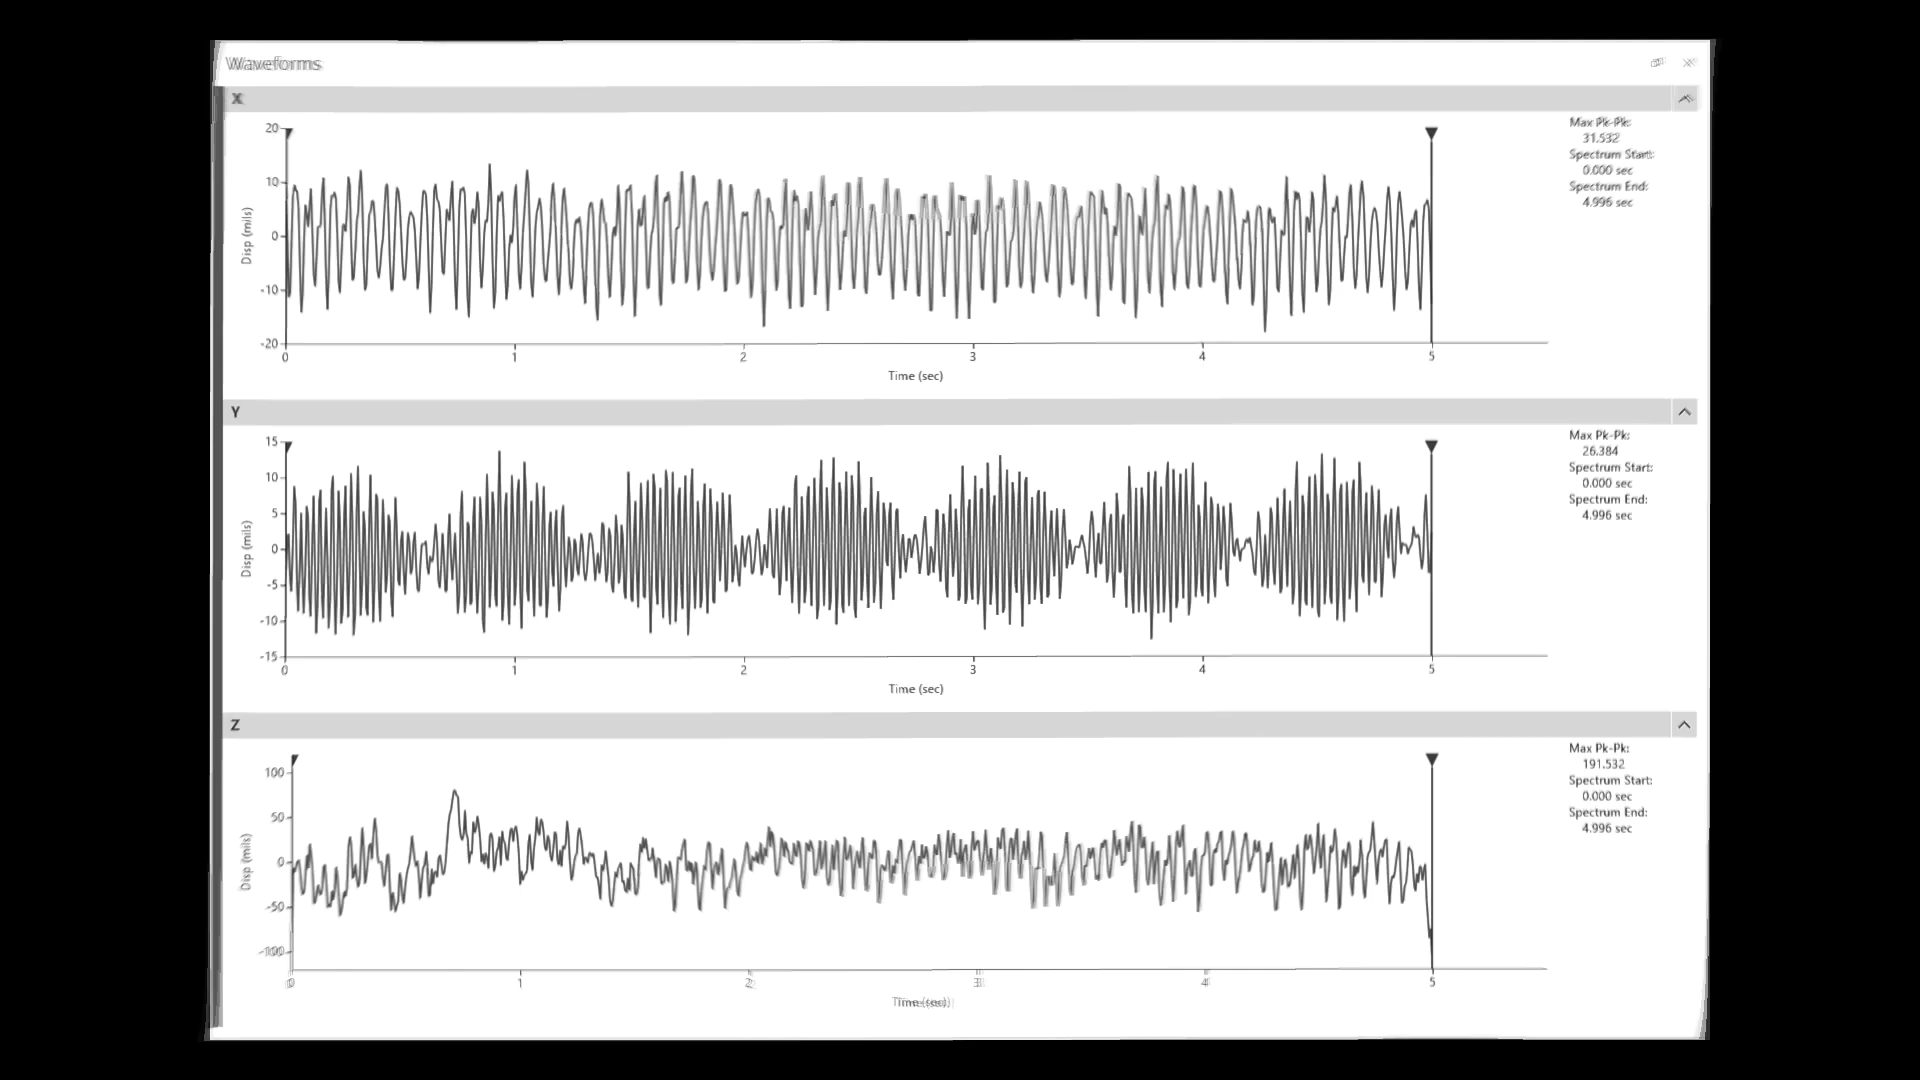 Waveforms
X
20
10
0
-10
-20
Disp (mils)
0 1 2 3 4 5
Time (sec)
Max Pk-Pk:
31.532
Spectrum Start:
0.000 sec
Spectrum End:
4.996 sec
Y
15
10
5
0
-5
-10
-15
Disp (mils)
0 1 2 3 4 5
Time (sec)
Max Pk-Pk:
26.384
Spectrum Start:
0.000 sec
Spectrum End:
4.996 sec
Z
100
50
0
-50
-100
Disp (mils)
0 1 2 3 4 5
Time (sec)
Max Pk-Pk:
191.532
Spectrum Start:
0.000 sec
Spectrum End:
4.996 sec